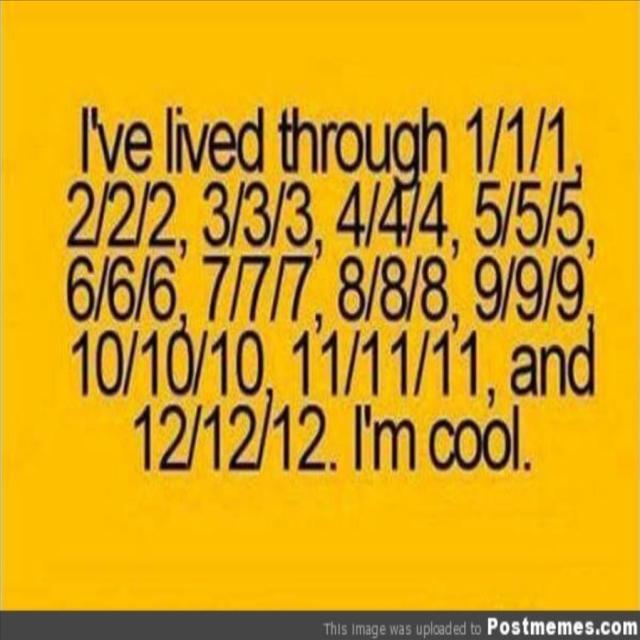 I've lived through 1/1/1,
2/2/2, 3/3/3, 4/4/4, 5/5/5,
6/6/6, 7/7/7, 8/8/8, 9/9/9,
10/10/10, 11/11/11, and
12/12/12. I'm cool.
This image was uploaded to Postmemes.com